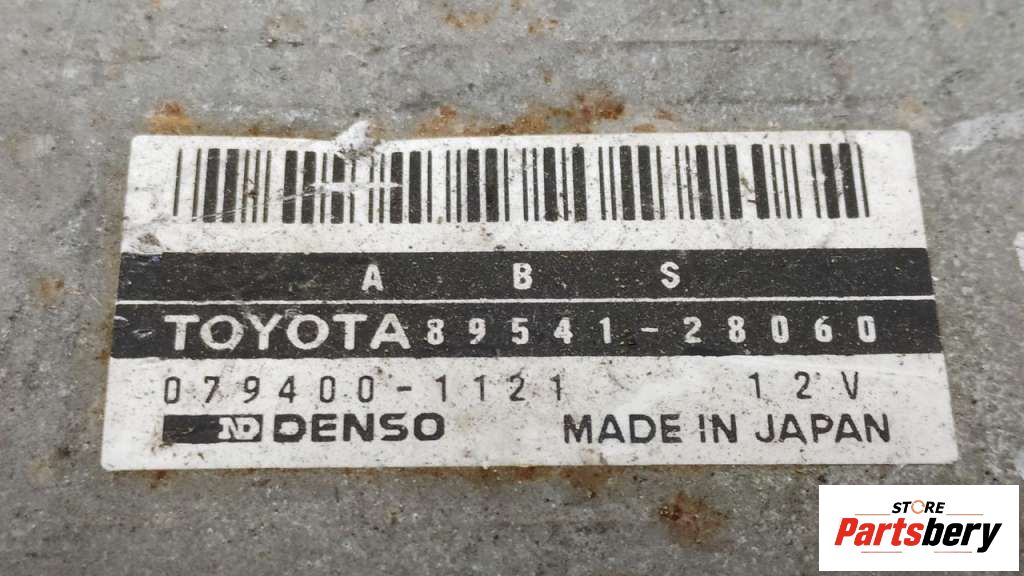 A B S
TOYOTA 89541-28060
079400-1121 12V
ND DENSO MADE IN JAPAN
STORE
Partsbery